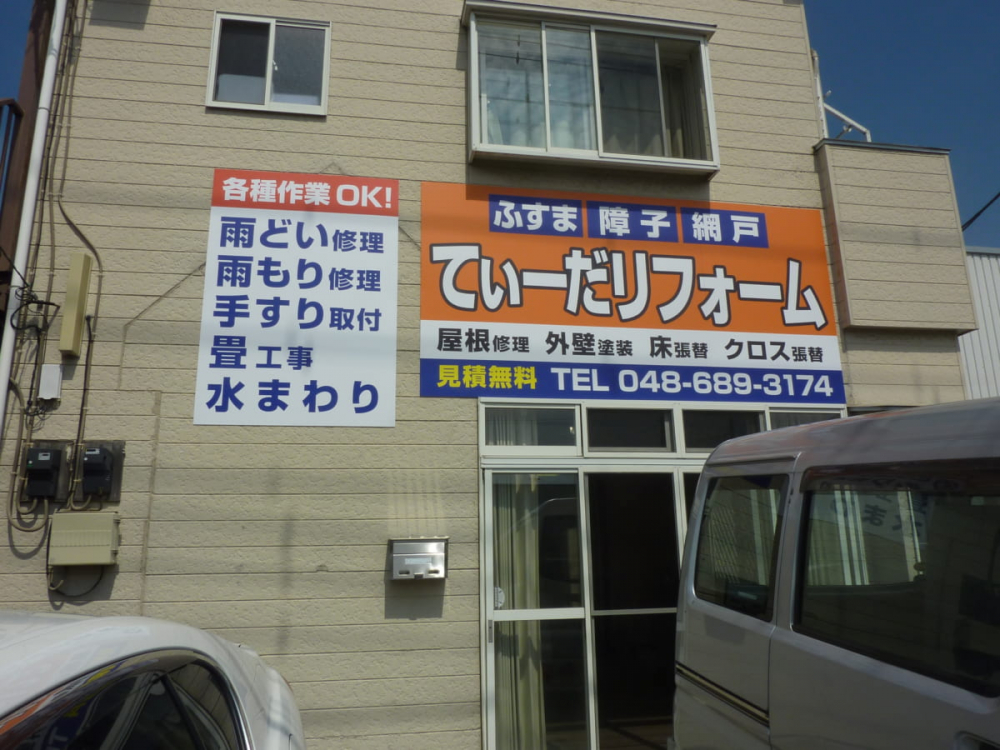 各種作業OK!
雨どい修理
雨もり修理
手すり取付
畳工事
水まわり
ふすま 障子 網戸
てぃーだリフォーム
屋根修理 外壁塗装 床張替 クロス張替
見積無料 TEL 048-689-3174